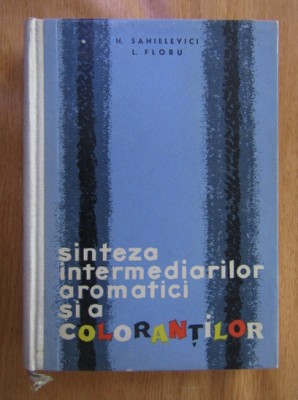 H. SANIELEVICI
L. FLORU
sinteza
intermediarilor
aromatici
și a
COLORANȚILOR